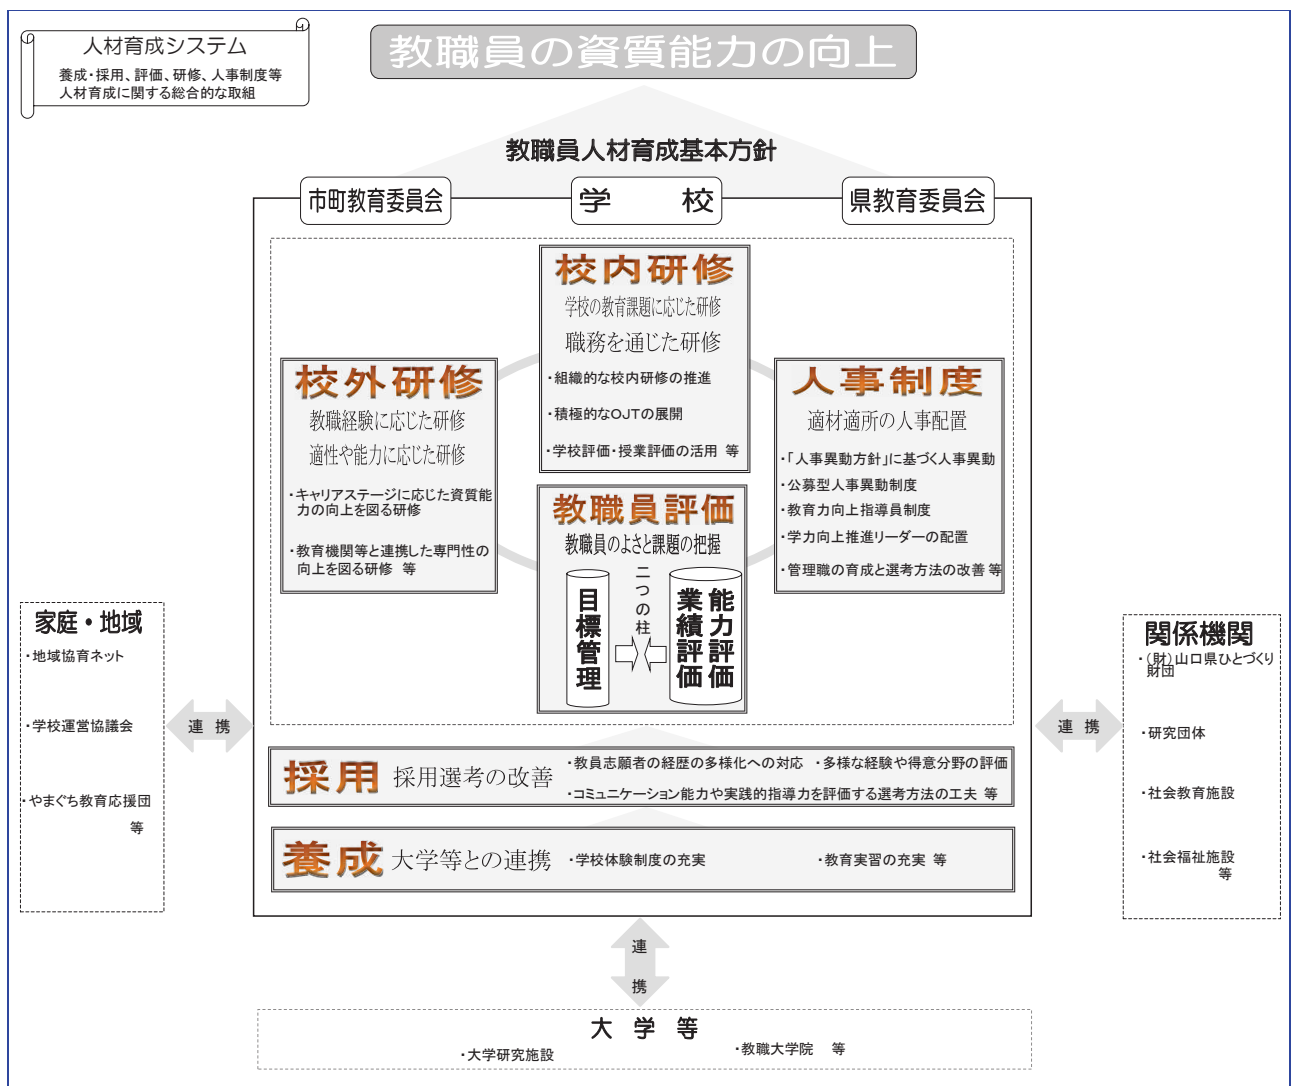 人材育成システム
養成・採用、評価、研修、人事制度等
人材育成に関する総合的な取組
教職員の資質能力の向上
教職員人材育成基本方針
市町教育委員会
学 校
県教育委員会
校内研修
学校の教育課題に応じた研修
職務を通じた研修
・組織的な校内研修の推進
・積極的なOJTの展開
・学校評価・授業評価の活用 等
校外研修
教職経験に応じた研修
適性や能力に応じた研修
・キャリアステージに応じた資質能
力の向上を図る研修
・教育機関等と連携した専門性の
向上を図る研修 等
人事制度
適材適所の人事配置
・「人事異動方針」に基づく人事異動
・公募型人事異動制度
・教育力向上指導員制度
・学力向上推進リーダーの配置
・管理職の育成と選考方法の改善 等
教職員評価
教職員のよさと課題の把握
二つの柱
目標管理
能力評価
業績評価
家庭・地域
・地域協育ネット
・学校運営協議会
・やまぐち教育応援団
等
連 携
関係機関
・(財)山口県ひとづくり
財団
・研究団体
・社会教育施設
・社会福祉施設
等
連 携
採用 採用選考の改善
・教員志願者の経歴の多様化への対応 ・多様な経験や得意分野の評価
・コミュニケーション能力や実践的指導力を評価する選考方法の工夫 等
養成 大学等との連携 ・学校体験制度の充実 ・教育実習の充実 等
連
携
大 学 等
・大学研究施設 ・教職大学院 等